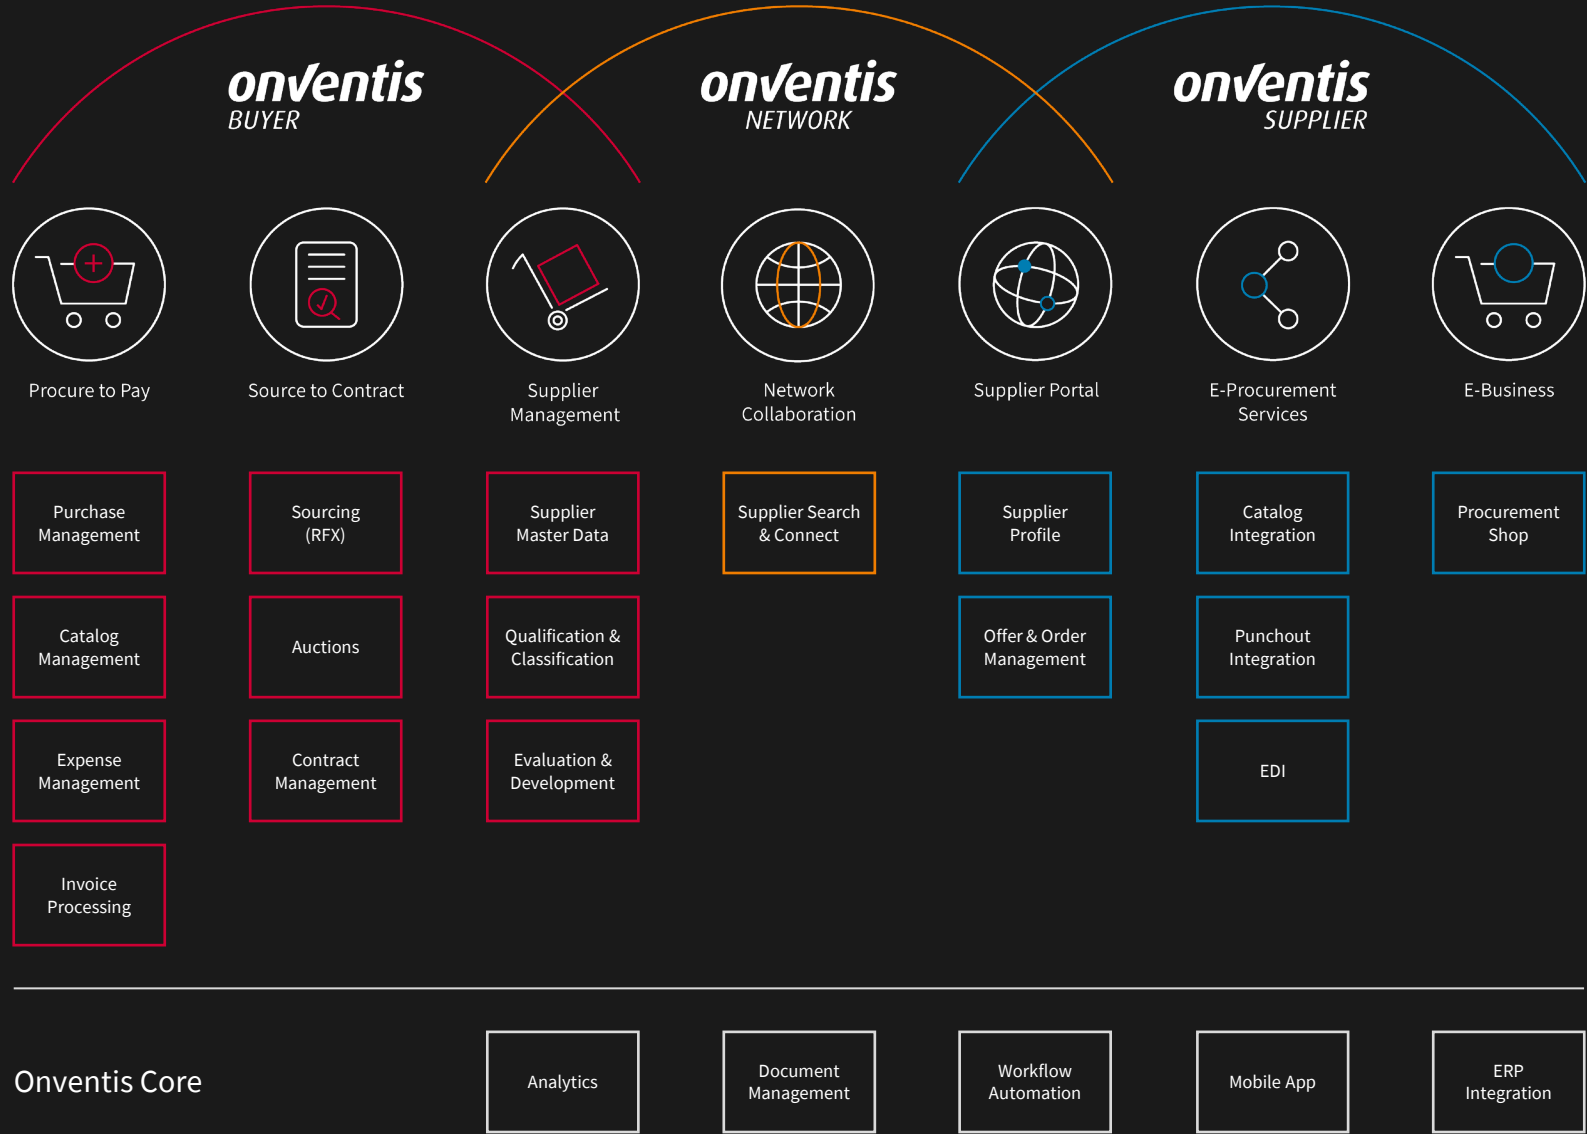 onventis
BUYER
onventis
NETWORK
onventis
SUPPLIER
Procure to Pay
Source to Contract
Supplier
Management
Network
Collaboration
Supplier Portal
E-Procurement
Services
E-Business
Purchase
Management
Sourcing
(RFX)
Supplier
Master Data
Supplier Search
& Connect
Supplier
Profile
Catalog
Integration
Procurement
Shop
Catalog
Management
Auctions
Qualification &
Classification
Offer & Order
Management
Punchout
Integration
Expense
Management
Contract
Management
Evaluation &
Development
EDI
Invoice
Processing
Onventis Core
Analytics
Document
Management
Workflow
Automation
Mobile App
ERP
Integration